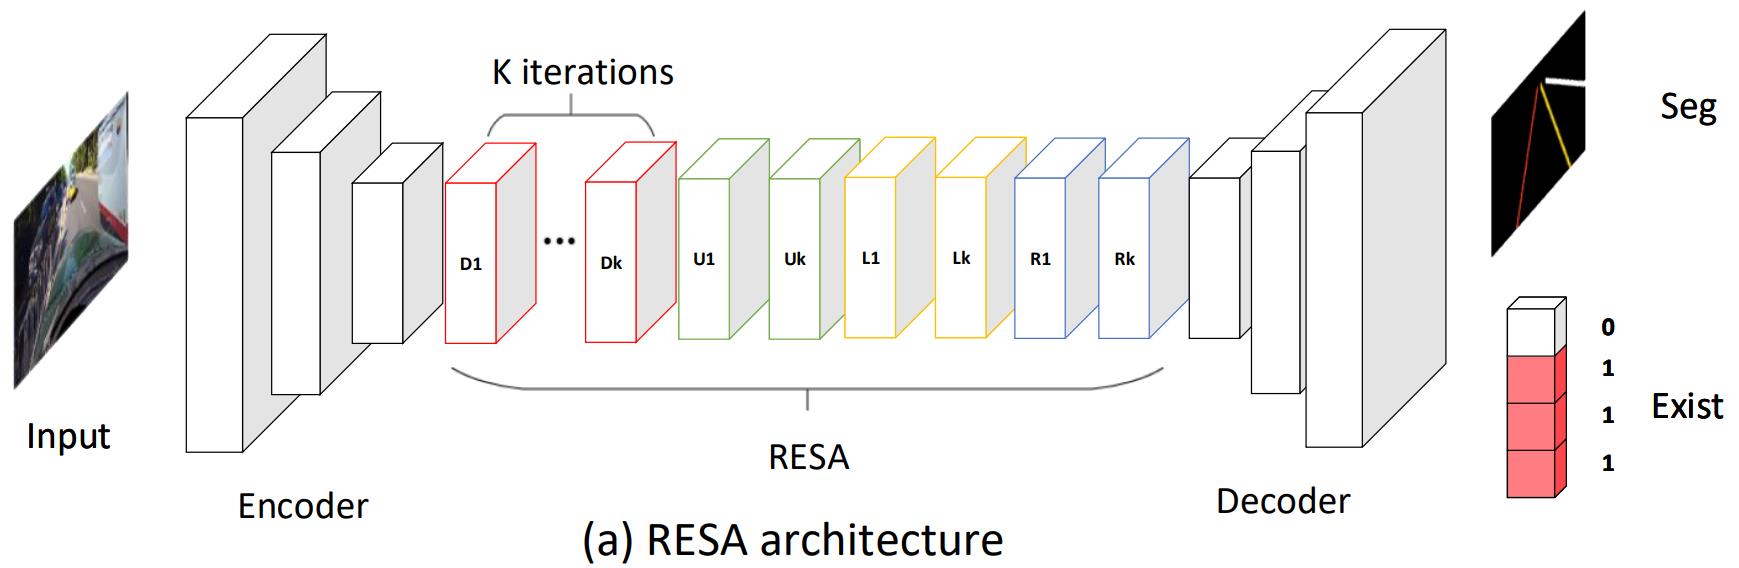 K iterations
Seg
D1 ... Dk U1 Uk L1 Lk R1 Rk
0
1
1
1
Exist
Input
RESA
Encoder
Decoder
(a) RESA architecture